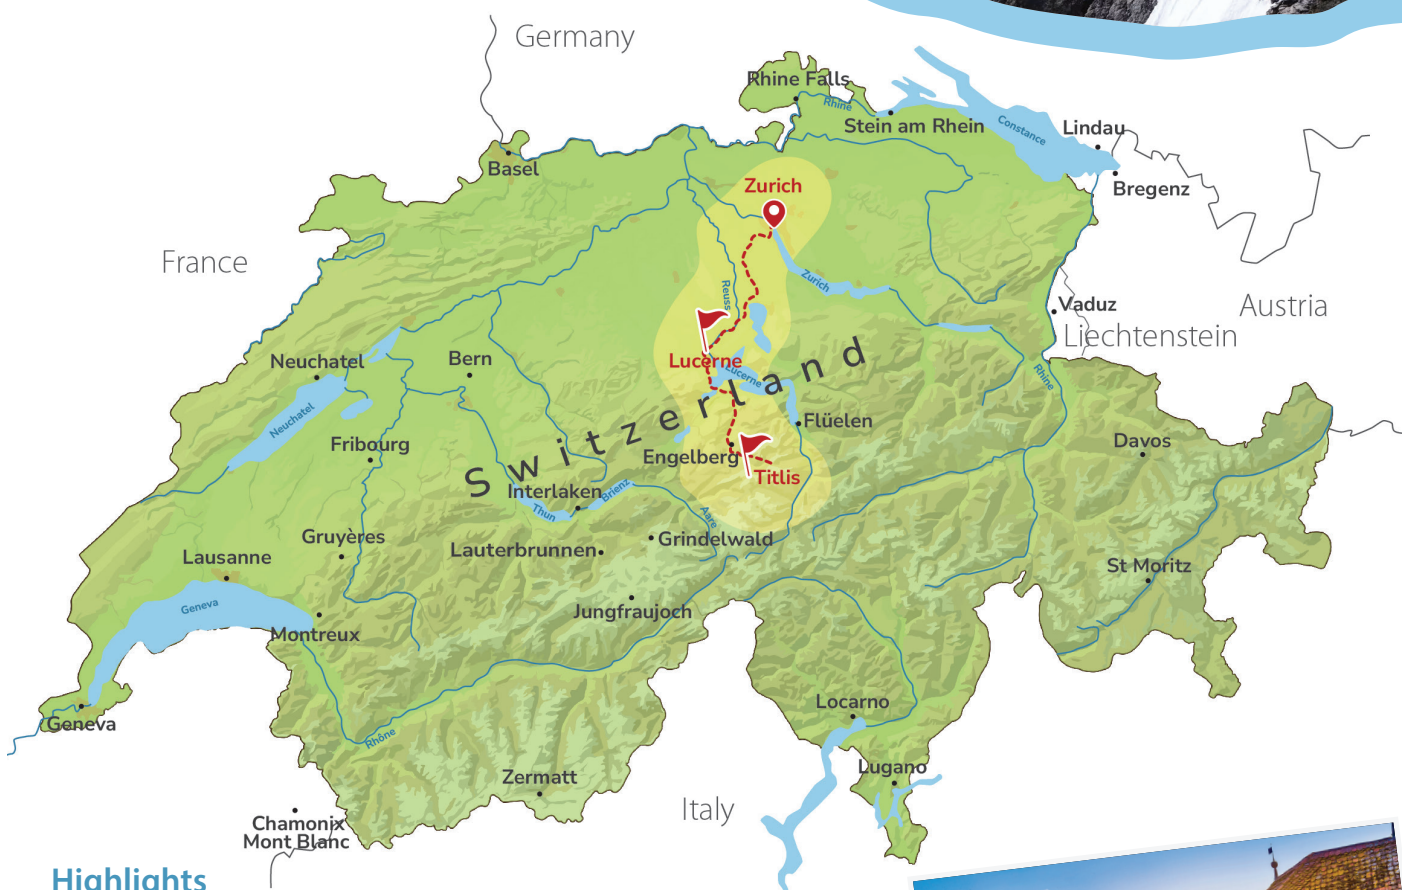 Germany
Rhine Falls
Rhine
Stein am Rhein
Constance
Lindau
Basel
Bregenz
Zurich
France
Zurich
Reuss
Vaduz
Austria
Liechtenstein
Neuchatel
Bern
Lucerne
Lucerne
Switzerland
Rhine
Neuchatel
Flüelen
Fribourg
Engelberg
Davos
Titlis
Interlaken
Brienz
Thun
Aare
Gruyères
Lauterbrunnen
Grindelwald
Lausanne
St Moritz
Geneva
Jungfraujoch
Montreux
Locarno
Geneva
Rhône
Lugano
Zermatt
Italy
Chamonix
Mont Blanc
Highlights